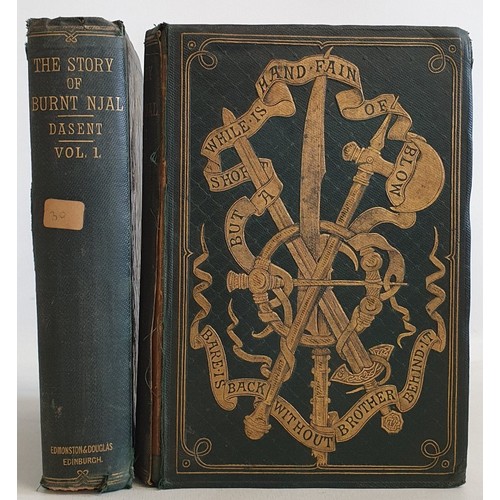 THE STORY
OF
BURNT NJAL
DASENT
VOL. 1.
30
EDMONSTON & DOUGLAS.
EDINBURGH.
BUT A
SHORT
WHILE·IS
HAND·FAIN
OF
BLOW
BARE·IS
BACK
WITHOUT
BROTHER
BEHIND·IT